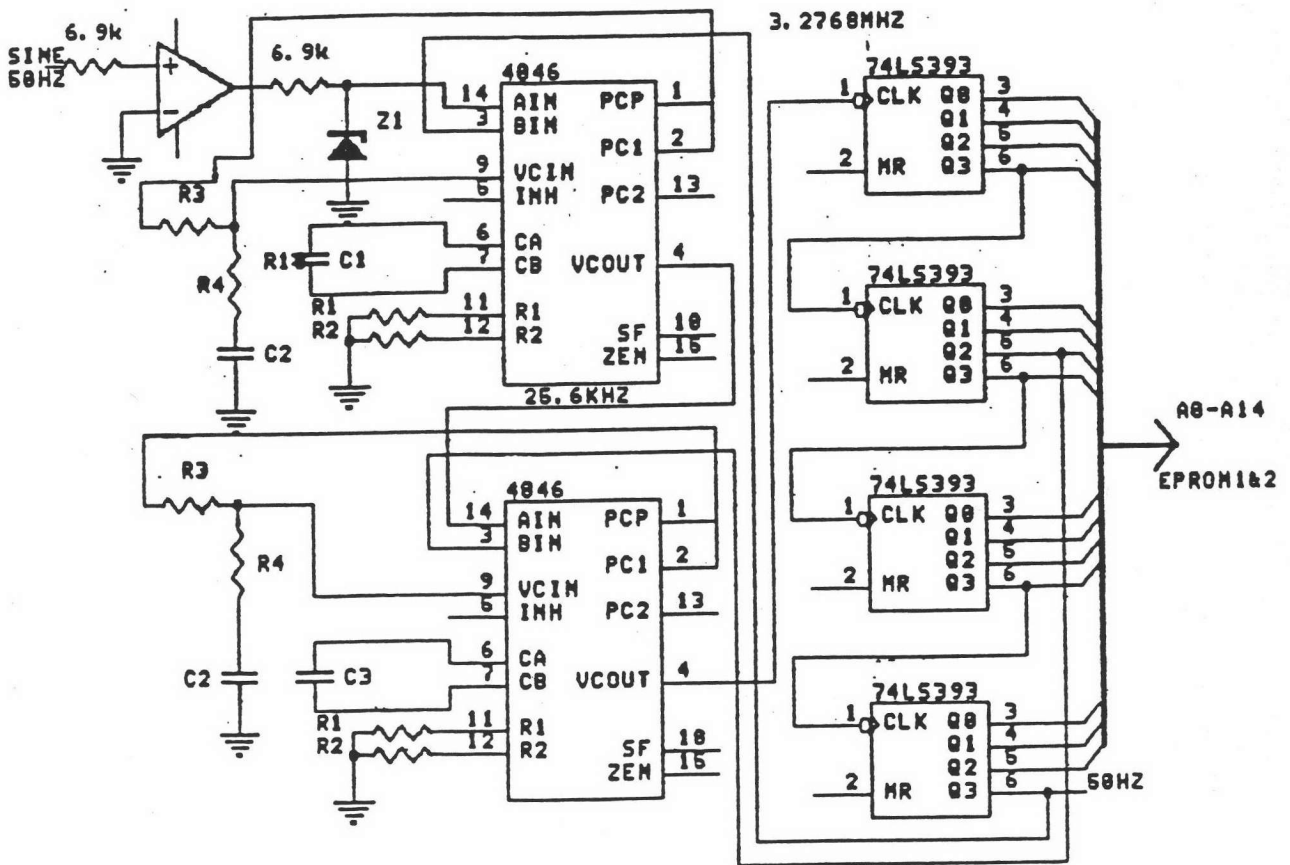 3.2768MHZ
6.9k
SINE
50HZ
+
-
6.9k
Z1
4046
14 AIN PCP 1
3 BIN
PC1 2
9 VCIN
5 INH PC2 13
6 CA
7 CB VCOUT 4
11 R1
12 R2 SF 10
ZEN 15
25.6KHZ
R3
R4
C2
R1 C1
R1
R2
74LS393
1 CLK Q0 3
Q1 4
Q2 5
2 MR Q3 6
74LS393
1 CLK Q0 3
Q1 4
Q2 5
2 MR Q3 6
A0-A14
EPROM1&2
R3
R4
C2
C3
R1
R2
4046
14 AIN PCP 1
3 BIN
PC1 2
9 VCIN
5 INH PC2 13
6 CA
7 CB VCOUT 4
11 R1
12 R2 SF 10
ZEN 15
74LS393
1 CLK Q0 3
Q1 4
Q2 5
2 MR Q3 6
74LS393
1 CLK Q0 3
Q1 4
Q2 5
2 MR Q3 6
50HZ